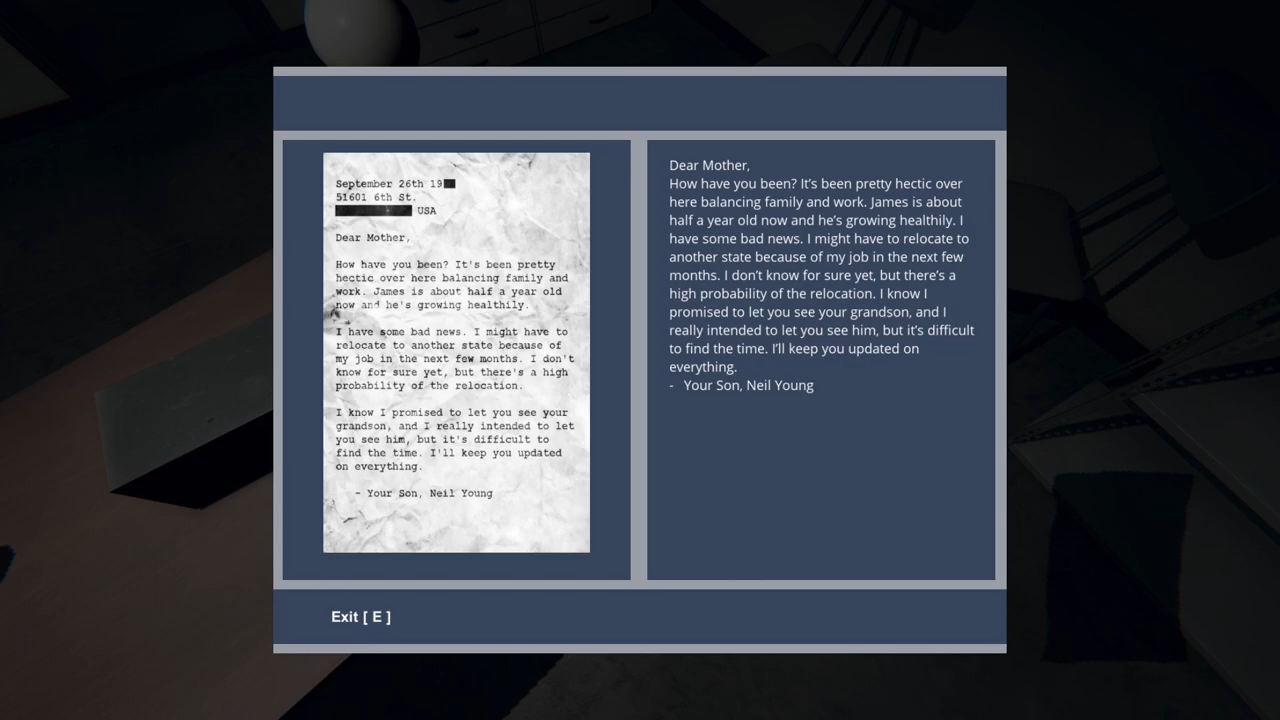 September 26th 19
51601 6th St.
USA
Dear Mother,
How have you been? It's been pretty
hectic over here balancing family and
work. James is about half a year old
now and he's growing healthily.
I have some bad news. I might have to
relocate to another state because of
my job in the next few months. I don't
know for sure yet, but there's a high
probability of the relocation.
I know I promised to let you see your
grandson, and I really intended to let
you see him, but it's difficult to
find the time. I'll keep you updated
on everything.
- Your Son, Neil Young
Dear Mother,
How have you been? It’s been pretty hectic over
here balancing family and work. James is about
half a year old now and he’s growing healthily. I
have some bad news. I might have to relocate to
another state because of my job in the next few
months. I don’t know for sure yet, but there’s a
high probability of the relocation. I know I
promised to let you see your grandson, and I
really intended to let you see him, but it’s difficult
to find the time. I’ll keep you updated on
everything.
- Your Son, Neil Young
Exit [ E ]